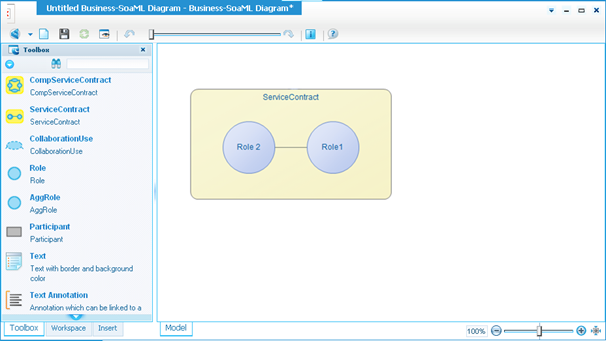 Untitled Business-SoaML Diagram - Business-SoaML Diagram*
Toolbox
CompServiceContract
CompServiceContract
ServiceContract
ServiceContract
CollaborationUse
CollaborationUse
Role
Role
AggRole
AggRole
Participant
Participant
Text
Text with border and background
color
Text Annotation
Annotation which can be linked to a
ServiceContract
Role 2
Role1
Toolbox
Workspace
Insert
Model
100%